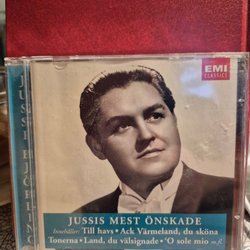 EMI
CLASSICS
JUSSI BJÖRLING
JUSSIS MEST ÖNSKADE
Innehåller: Till havs • Ack Värmeland, du sköna
Tonerna • Land, du välsignade • 'O sole mio m.fl.